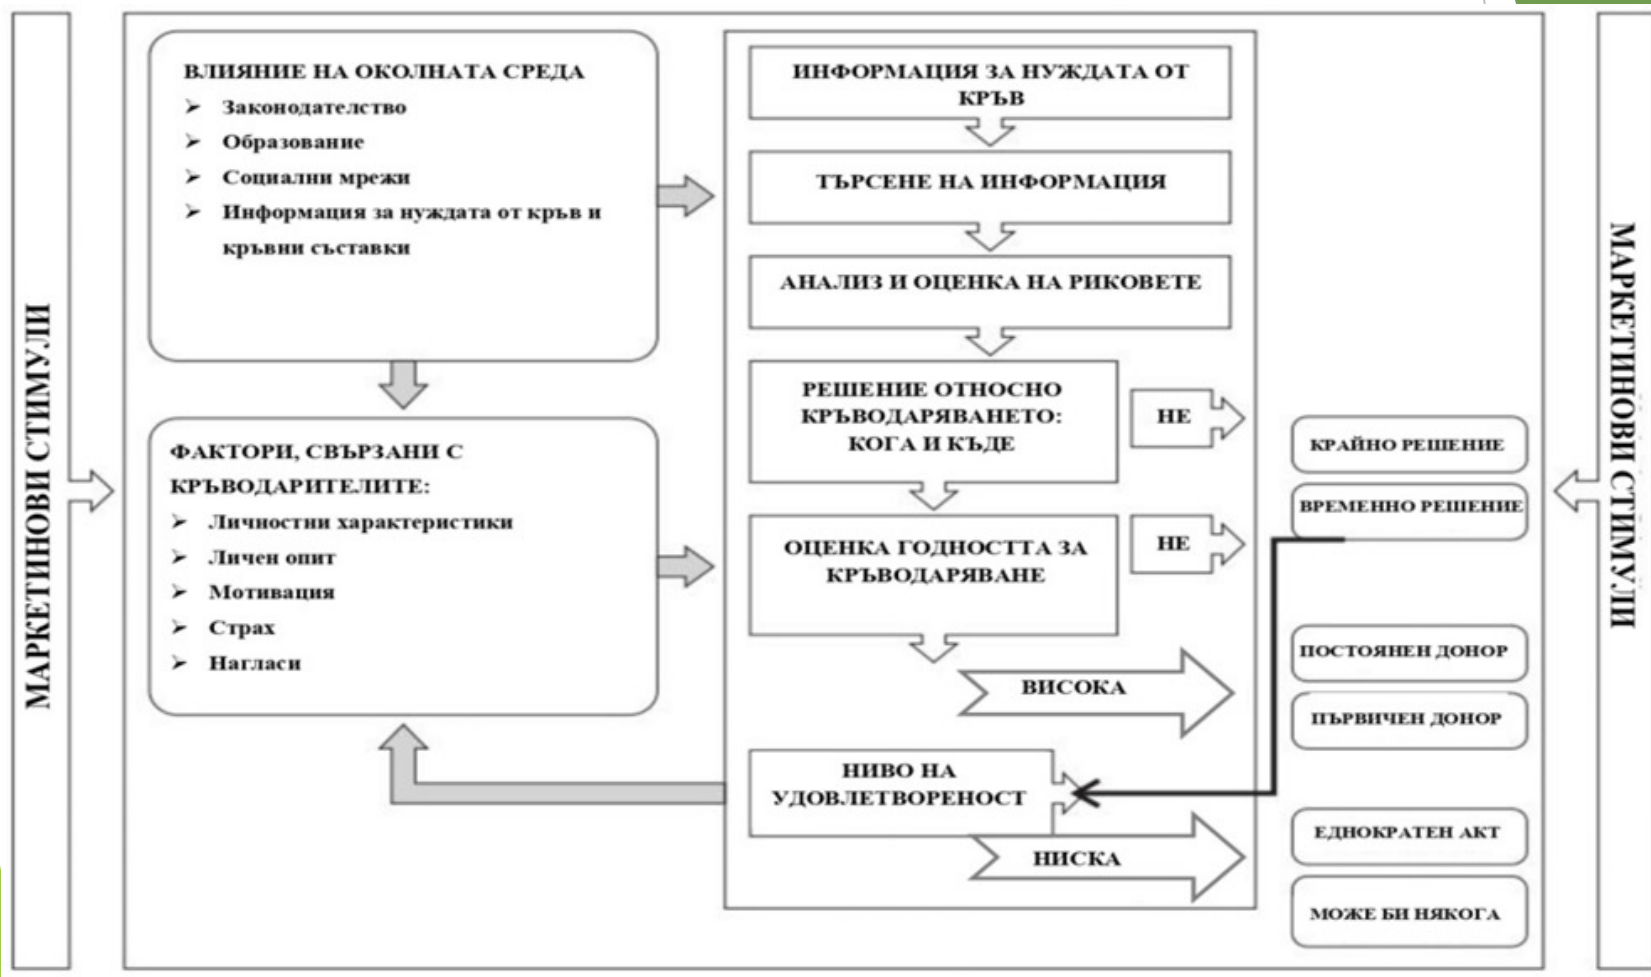 МАРКЕТИНОВИ СТИМУЛИ
ВЛИЯНИЕ НА ОКОЛНАТА СРЕДА
Законодателство
Образование
Социални мрежи
Информация за нуждата от кръв и
кръвни съставки
ФАКТОРИ, СВЪРЗАНИ С
КРЪВОДАРИТЕЛИТЕ:
Личностни характеристики
Личен опит
Мотивация
Страх
Нагласи
ИНФОРМАЦИЯ ЗА НУЖДАТА ОТ
КРЪВ
ТЪРСЕНЕ НА ИНФОРМАЦИЯ
АНАЛИЗ И ОЦЕНКА НА РИКОВЕТЕ
РЕШЕНИЕ ОТНОСНО
КРЪВОДАРЯВАНЕТО:
КОГА И КЪДЕ
НЕ
ОЦЕНКА ГОДНОСТТА ЗА
КРЪВОДАРЯВАНЕ
НЕ
ВИСОКА
НИВО НА
УДОВЛЕТВОРЕНОСТ
НИСКА
КРАЙНО РЕШЕНИЕ
ВРЕМЕННО РЕШЕНИЕ
ПОСТОЯНЕН ДОНОР
ПЪРВИЧЕН ДОНОР
ЕДНОКРАТЕН АКТ
МОЖЕ БИ НЯКОГА
МАРКЕТИНОВИ СТИМУЛИ